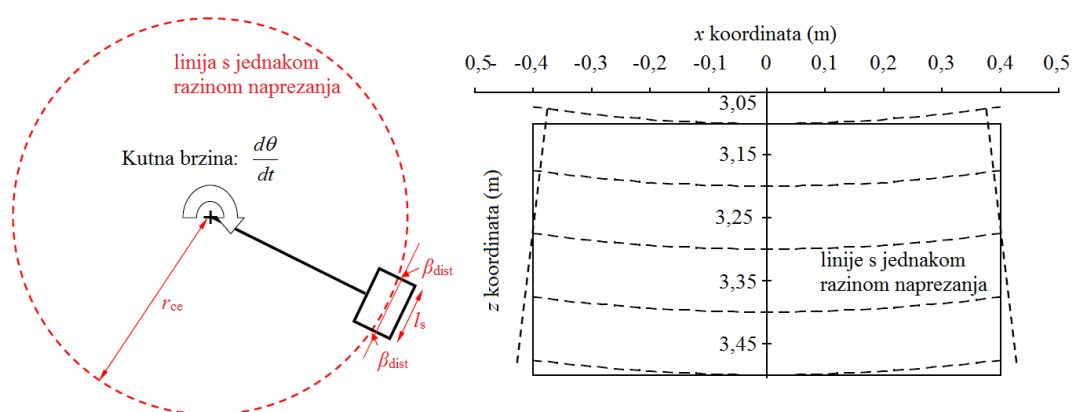 linija s jednakom
razinom naprezanja
Kutna brzina: dθ/dt
r_ce
β_dist
l_s
β_dist
x koordinata (m)
0,5- -0,4 -0,3 -0,2 -0,1 0 0,1 0,2 0,3 0,4 0,5
z koordinata (m)
3,05
3,15
3,25
3,35
3,45
linije s jednakom
razinom naprezanja